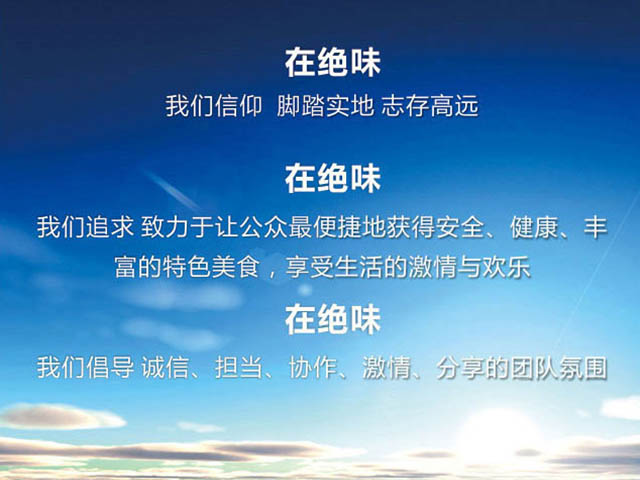 在绝味
我们信仰 脚踏实地 志存高远
在绝味
我们追求 致力于让公众最便捷地获得安全、健康、丰
富的特色美食，享受生活的激情与欢乐
在绝味
我们倡导 诚信、担当、协作、激情、分享的团队氛围